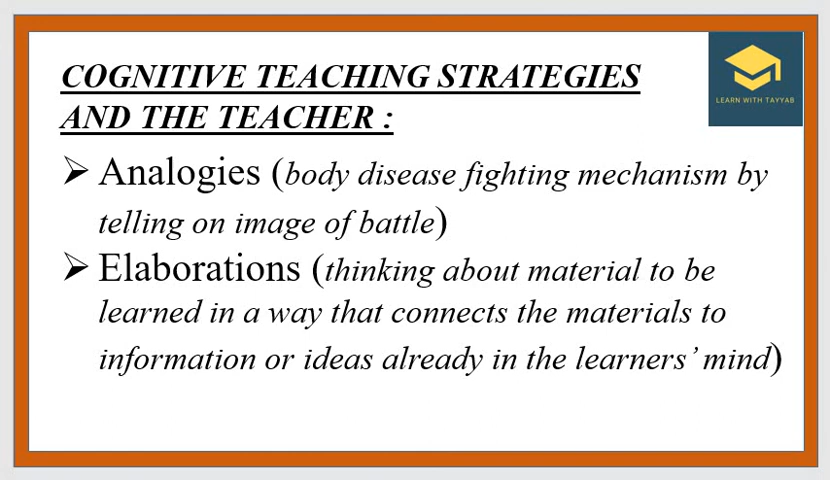 COGNITIVE TEACHING STRATEGIES
AND THE TEACHER :
LEARN WITH TAYYAB
➢ Analogies (body disease fighting mechanism by
telling on image of battle)
➢ Elaborations (thinking about material to be
learned in a way that connects the materials to
information or ideas already in the learners’ mind)